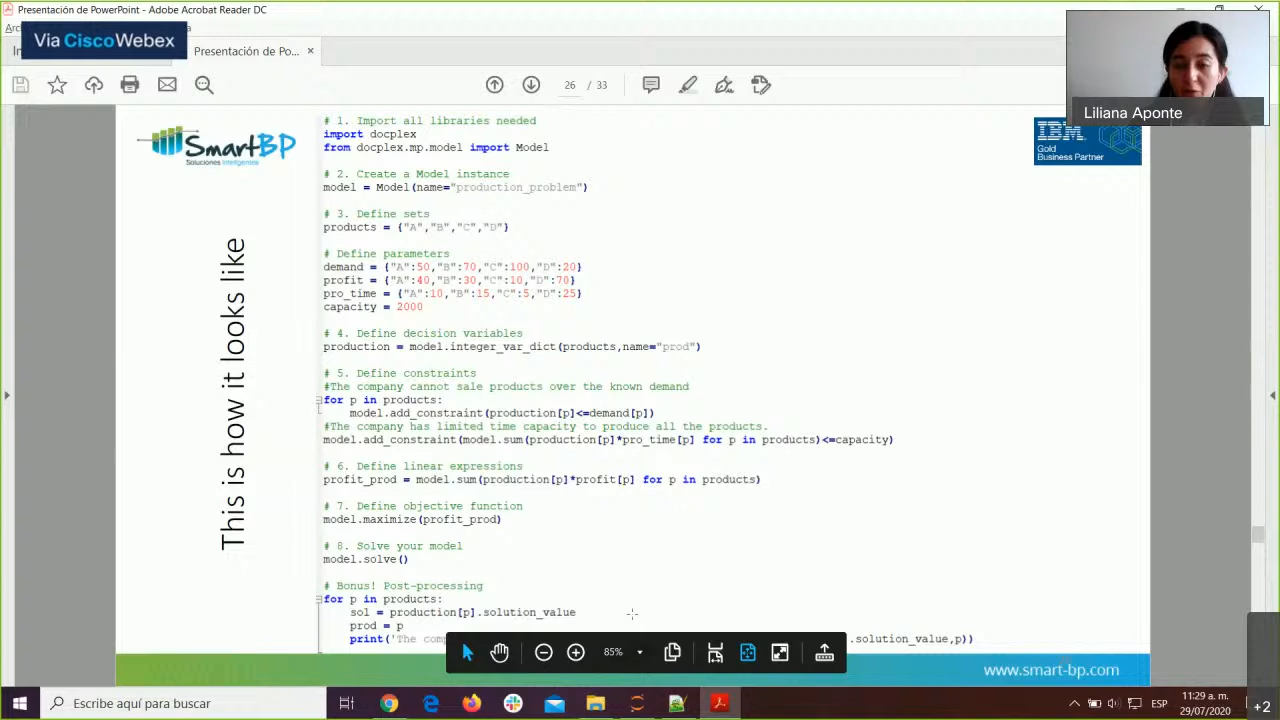 Presentación de PowerPoint - Adobe Acrobat Reader DC
Via Cisco Webex
Presentación de Po... ×
26 / 33
Liliana Aponte
SmartBP
Soluciones Inteligentes
IBM
Gold
Business Partner
This is how it looks like
# 1. Import all libraries needed
import docplex
from docplex.mp.model import Model
# 2. Create a Model instance
model = Model(name="production_problem")
# 3. Define sets
products = {"A","B","C","D"}
# Define parameters
demand = {"A":50,"B":70,"C":100,"D":20}
profit = {"A":40,"B":30,"C":10,"D":70}
pro_time = {"A":10,"B":15,"C":5,"D":25}
capacity = 2000
# 4. Define decision variables
production = model.integer_var_dict(products,name="prod")
# 5. Define constraints
#The company cannot sale products over the known demand
for p in products:
model.add_constraint(production[p]<=demand[p])
#The company has limited time capacity to produce all the products.
model.add_constraint(model.sum(production[p]*pro_time[p] for p in products)<=capacity)
# 6. Define linear expressions
profit_prod = model.sum(production[p]*profit[p] for p in products)
# 7. Define objective function
model.maximize(profit_prod)
# 8. Solve your model
model.solve()
# Bonus! Post-processing
for p in products:
sol = production[p].solution_value
prod = p
print('The com .solution_value,p))
85%
www.smart-bp.com
Escribe aquí para buscar
ESP
11:29 a. m.
29/07/2020
+2